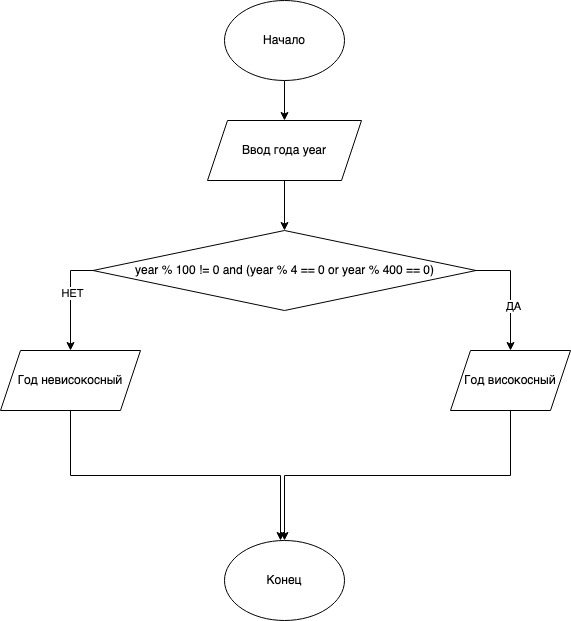 Начало
Ввод года year
year % 100 != 0 and (year % 4 == 0 or year % 400 == 0)
НЕТ
ДА
Год невисокосный
Год високосный
Конец